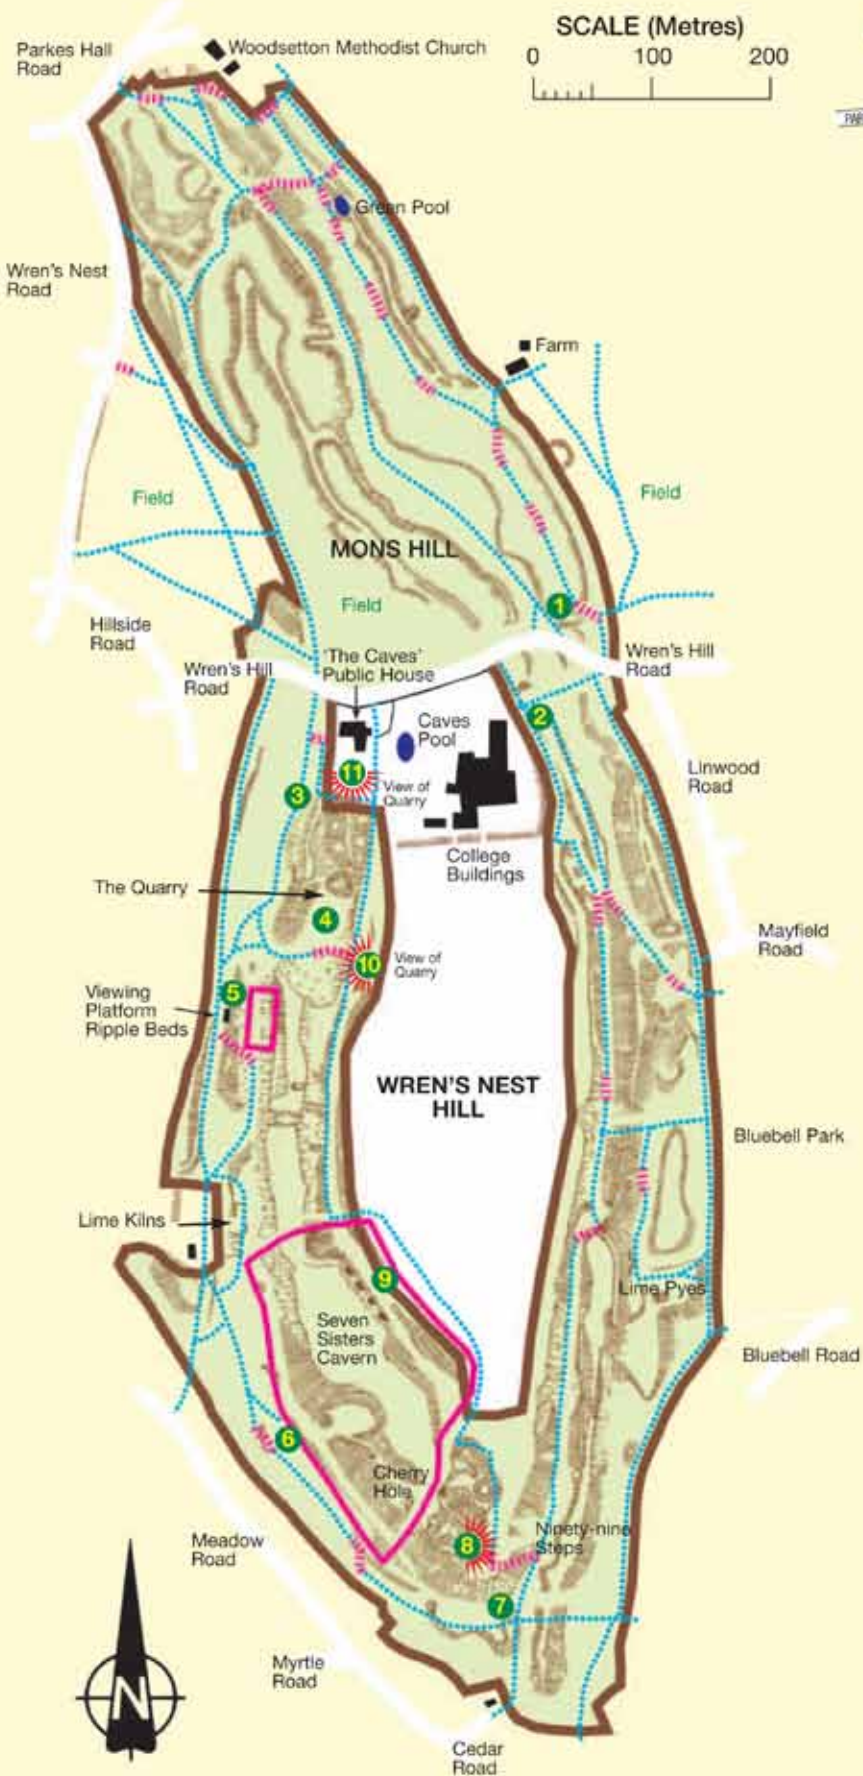 SCALE (Metres)
0 100 200
Parkes Hall
Road
Woodsetton Methodist Church
PAR
Green Pool
Wren's Nest
Road
Farm
Field
Field
MONS HILL
Field
1
Hillside
Road
Wren's Hill
Road
'The Caves'
Public House
Wren's Hill
Road
2
Caves
Pool
11
View of
Quarry
3
Linwood
Road
College
Buildings
The Quarry
4
10
View of
Quarry
Mayfield
Road
5
Viewing
Platform
Ripple Beds
WREN'S NEST
HILL
Bluebell Park
Lime Kilns
9
Lime Pyes
Seven
Sisters
Cavern
Bluebell Road
6
Cherry
Hole
Meadow
Road
8
Ninety-nine
Steps
7
Myrtle
Road
N
Cedar
Road